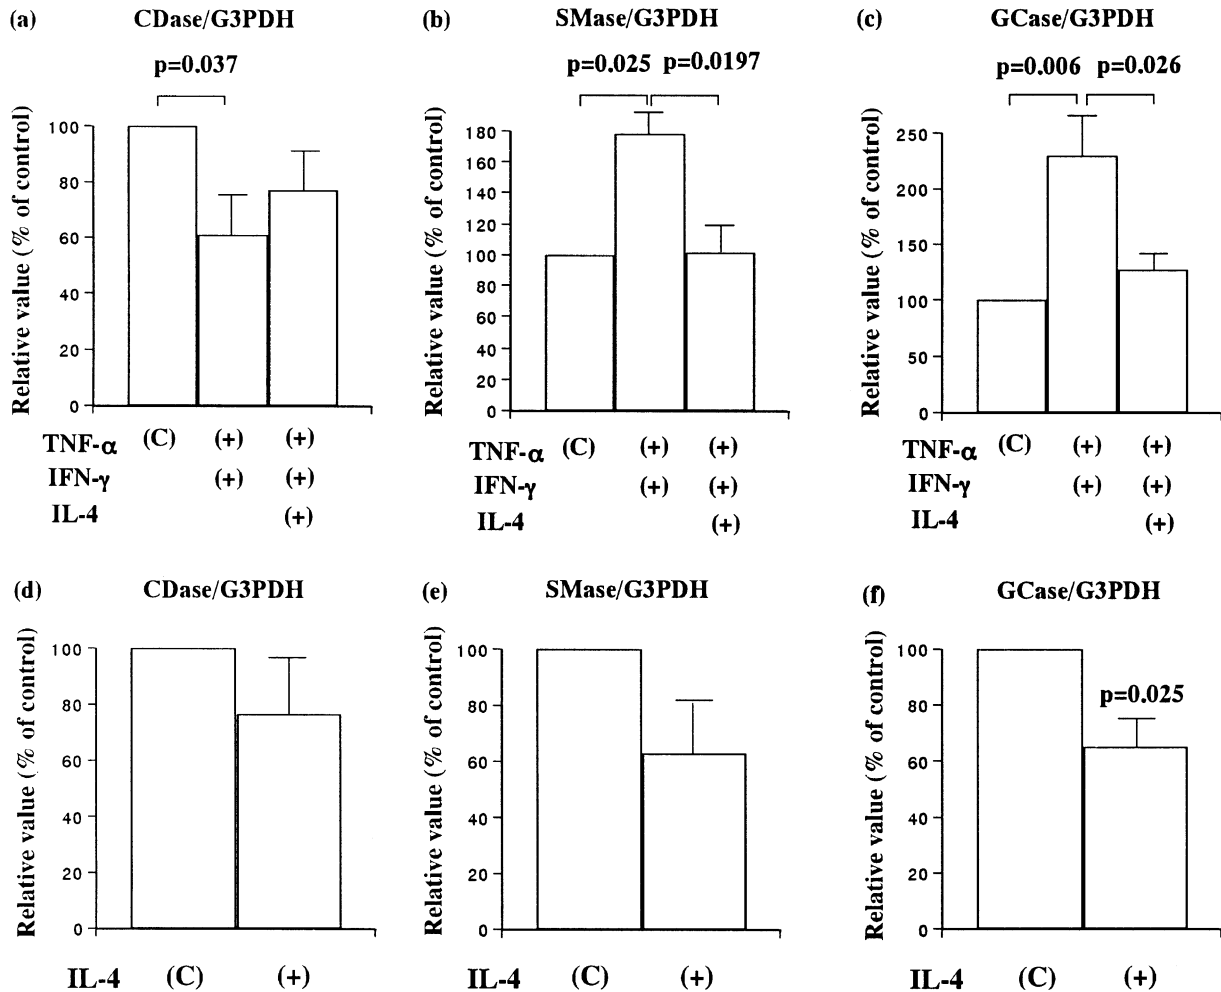 (a) CDase/G3PDH
p=0.037
Relative value (% of control)
100
80
60
40
20
0
TNF-α (C) (+) (+)
IFN-γ (+) (+)
IL-4 (+)
(b) SMase/G3PDH
p=0.025 p=0.0197
Relative value (% of control)
180
160
140
120
100
80
60
40
20
0
TNF-α (C) (+) (+)
IFN-γ (+) (+)
IL-4 (+)
(c) GCase/G3PDH
p=0.006 p=0.026
Relative value (% of control)
250
200
150
100
50
0
TNF-α (C) (+) (+)
IFN-γ (+) (+)
IL-4 (+)
(d) CDase/G3PDH
Relative value (% of control)
100
80
60
40
20
0
IL-4 (C) (+)
(e) SMase/G3PDH
Relative value (% of control)
100
80
60
40
20
0
IL-4 (C) (+)
(f) GCase/G3PDH
p=0.025
Relative value (% of control)
100
80
60
40
20
0
IL-4 (C) (+)